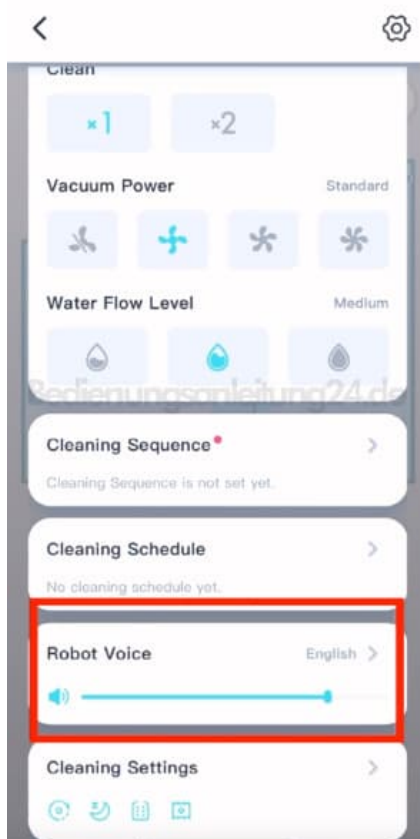 Clean
×1
×2
Vacuum Power
Standard
Water Flow Level
Medium
Bedienungsanleitung24.de
Cleaning Sequence
Cleaning Sequence is not set yet.
Cleaning Schedule
No cleaning schedule yet.
Robot Voice
English
Cleaning Settings